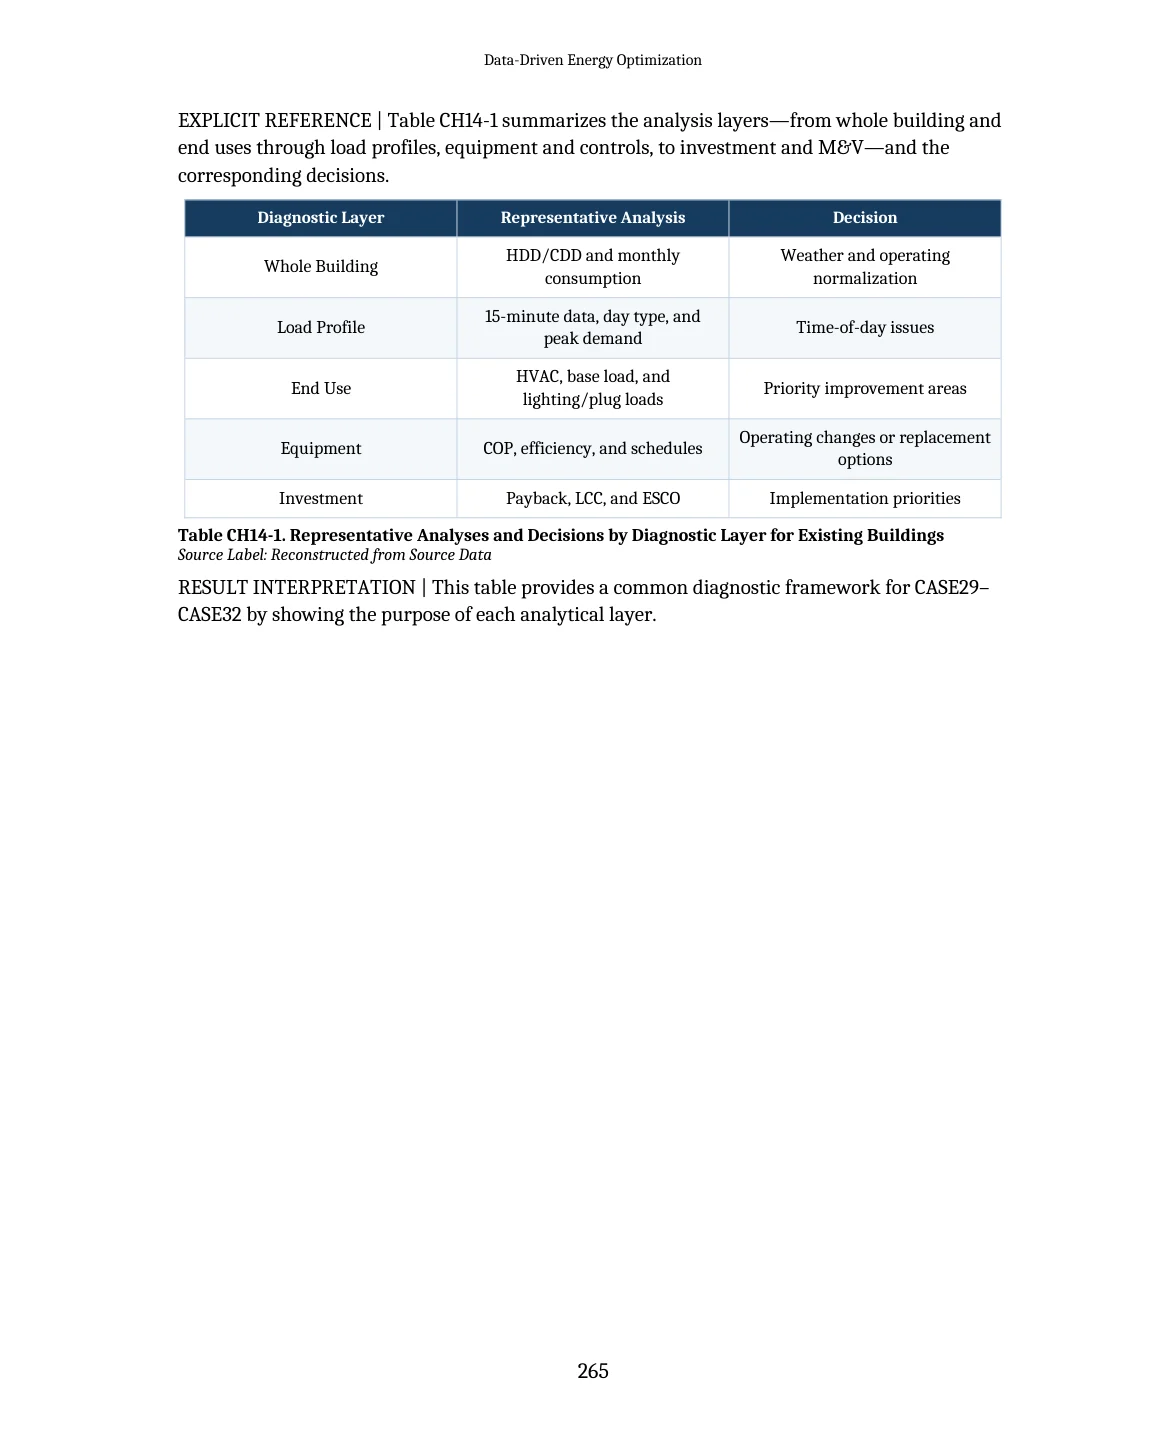 Data-Driven Energy Optimization
EXPLICIT REFERENCE | Table CH14-1 summarizes the analysis layers—from whole building and
end uses through load profiles, equipment and controls, to investment and M&V—and the
corresponding decisions.
Diagnostic Layer Representative Analysis Decision
Whole Building
HDD/CDD and monthly
consumption
Weather and operating
normalization
Load Profile
15-minute data, day type, and
peak demand
Time-of-day issues
End Use
HVAC, base load, and
lighting/plug loads
Priority improvement areas
Equipment
COP, efficiency, and schedules
Operating changes or replacement
options
Investment
Payback, LCC, and ESCO
Implementation priorities
Table CH14-1. Representative Analyses and Decisions by Diagnostic Layer for Existing Buildings
Source Label: Reconstructed from Source Data
RESULT INTERPRETATION | This table provides a common diagnostic framework for CASE29–
CASE32 by showing the purpose of each analytical layer.
265